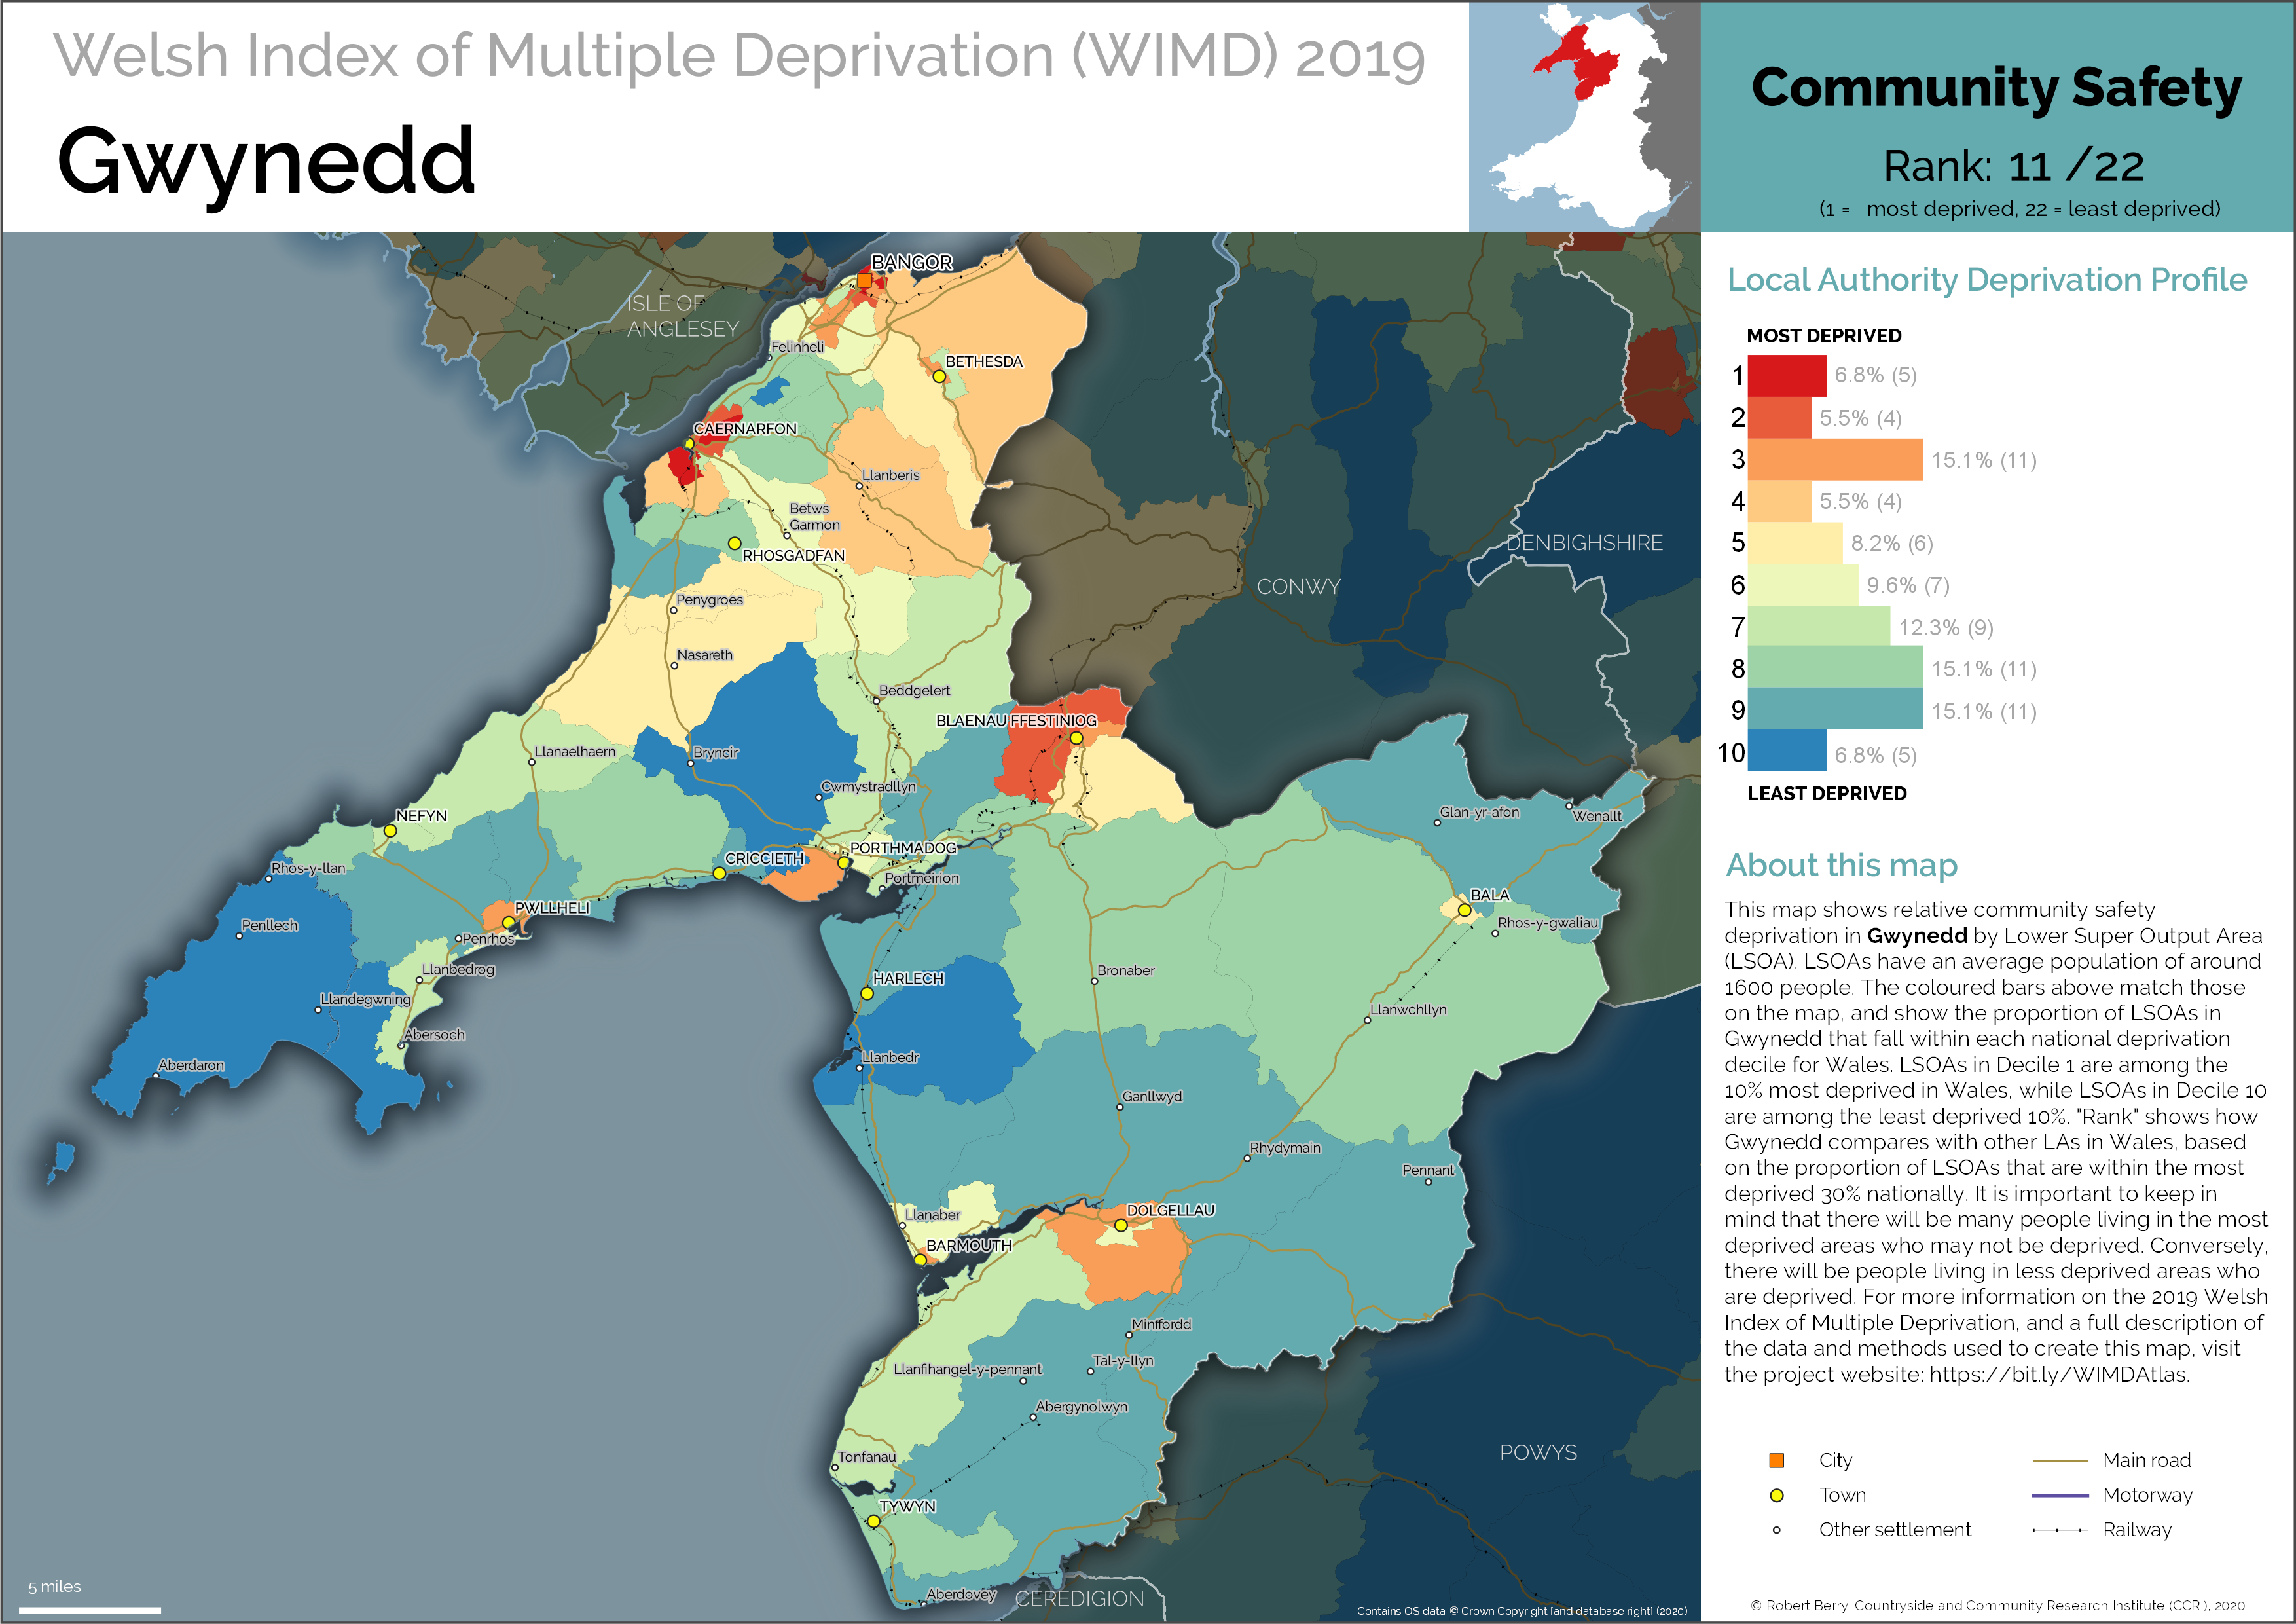 Welsh Index of Multiple Deprivation (WIMD) 2019
Gwynedd
Community Safety
Rank: 11 /22
(1 = most deprived, 22 = least deprived)
Local Authority Deprivation Profile
MOST DEPRIVED
1 6.8% (5)
2 5.5% (4)
3 15.1% (11)
4 5.5% (4)
5 8.2% (6)
6 9.6% (7)
7 12.3% (9)
8 15.1% (11)
9 15.1% (11)
10 6.8% (5)
LEAST DEPRIVED
About this map
This map shows relative community safety
deprivation in Gwynedd by Lower Super Output Area
(LSOA). LSOAs have an average population of around
1600 people. The coloured bars above match those
on the map, and show the proportion of LSOAs in
Gwynedd that fall within each national deprivation
decile for Wales. LSOAs in Decile 1 are among the
10% most deprived in Wales, while LSOAs in Decile 10
are among the least deprived 10%. "Rank" shows how
Gwynedd compares with other LAs in Wales, based
on the proportion of LSOAs that are within the most
deprived 30% nationally. It is important to keep in
mind that there will be many people living in the most
deprived areas who may not be deprived. Conversely,
there will be people living in less deprived areas who
are deprived. For more information on the 2019 Welsh
Index of Multiple Deprivation, and a full description of
the data and methods used to create this map, visit
the project website: https://bit.ly/WIMDAtlas.
City
Main road
Town
Motorway
Other settlement
Railway
© Robert Berry, Countryside and Community Research Institute (CCRI), 2020
BANGOR
ISLE OF
ANGLESEY
Felinheli
BETHESDA
CAERNARFON
Llanberis
Betws
Garmon
RHOSGADFAN
DENBIGHSHIRE
CONWY
Penygroes
Nasareth
Beddgelert
BLAENAU FFESTINIOG
Llanaelhaern
Bryncir
Cwmystradllyn
NEFYN
Glan-yr-afon
Wenallt
PORTHMADOG
CRICCIETH
Rhos-y-llan
Portmeirion
BALA
PWLLHELI
Penllech
Rhos-y-gwaliau
Penrhos
Llanbedrog
Bronaber
HARLECH
Llandegwning
Llanwchllyn
Abersoch
Llanbedr
Aberdaron
Ganllwyd
Rhydymain
Pennant
Llanaber
DOLGELLAU
BARMOUTH
Minffordd
Llanfihangel-y-pennant
Tal-y-llyn
Abergynolwyn
POWYS
Tonfanau
TYWYN
Aberdovey
CEREDIGION
5 miles
Contains OS data © Crown Copyright [and database right] (2020)